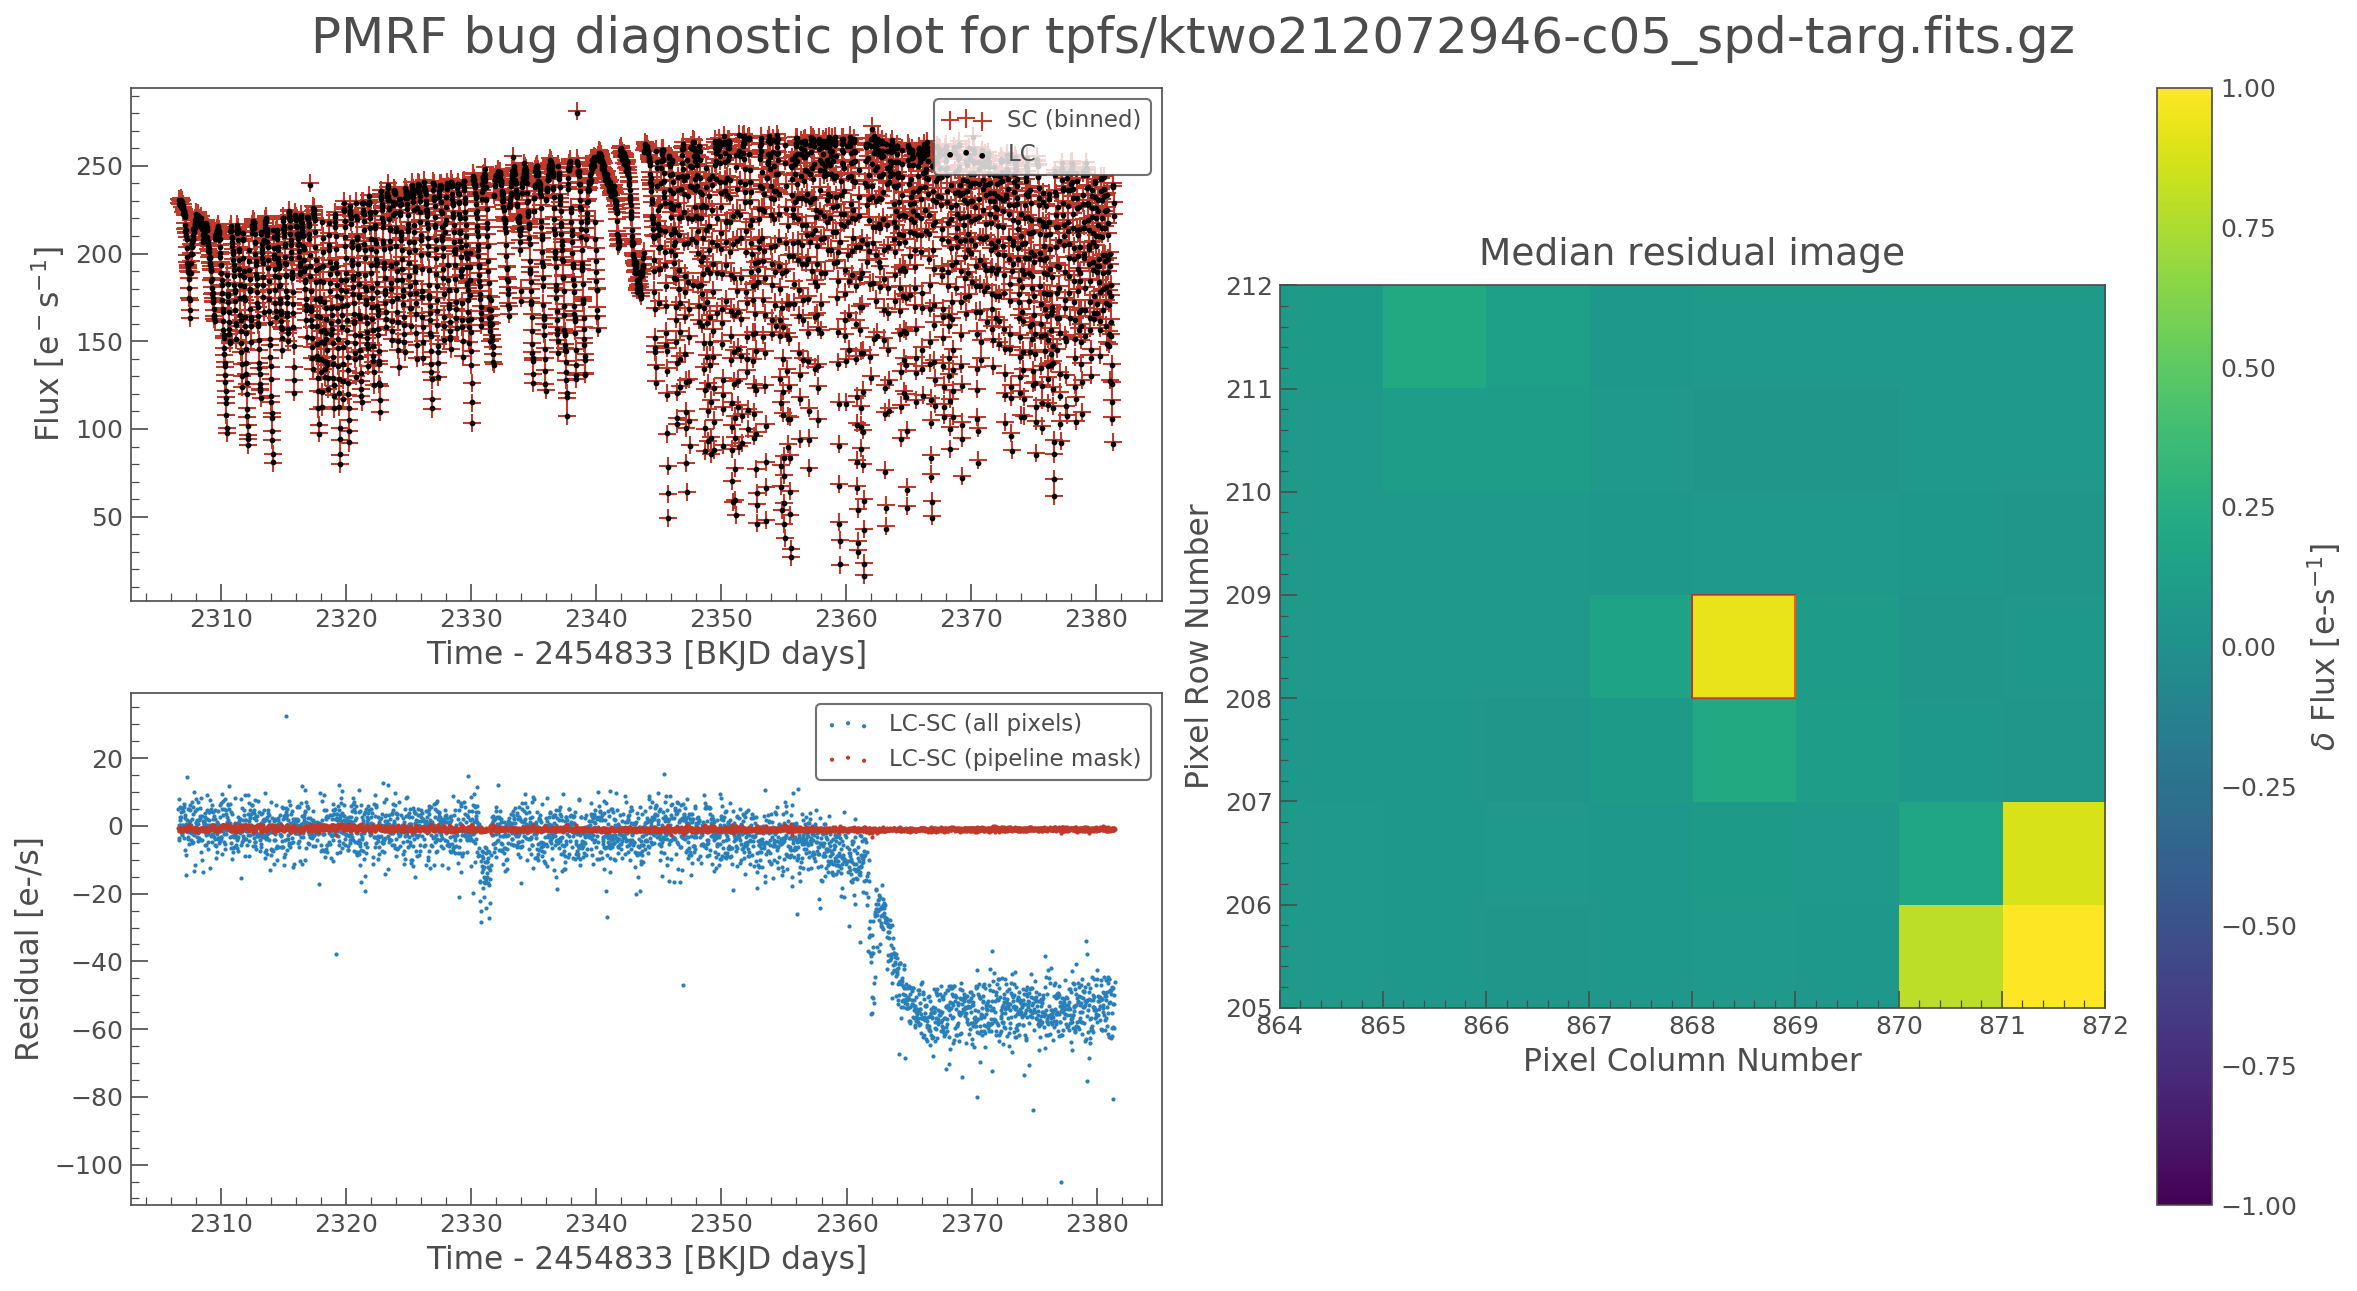 PMRF bug diagnostic plot for tpfs/ktwo212072946-c05_spd-targ.fits.gz
SC (binned)
LC
250
200
150
100
50
Flux [e⁻ s⁻¹]
2310 2320 2330 2340 2350 2360 2370 2380
Time - 2454833 [BKJD days]
LC-SC (all pixels)
LC-SC (pipeline mask)
20
0
−20
−40
−60
−80
−100
Residual [e-/s]
2310 2320 2330 2340 2350 2360 2370 2380
Time - 2454833 [BKJD days]
Median residual image
212
211
210
209
208
207
206
205
Pixel Row Number
864 865 866 867 868 869 870 871 872
Pixel Column Number
1.00
0.75
0.50
0.25
0.00
−0.25
−0.50
−0.75
−1.00
δ Flux [e-s⁻¹]